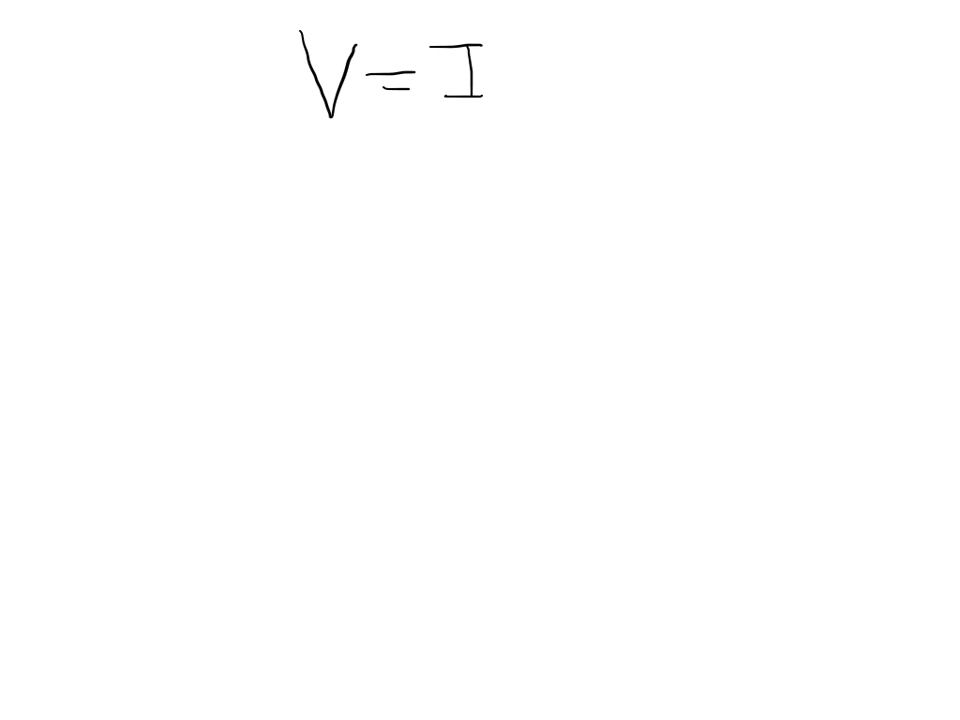 V = I